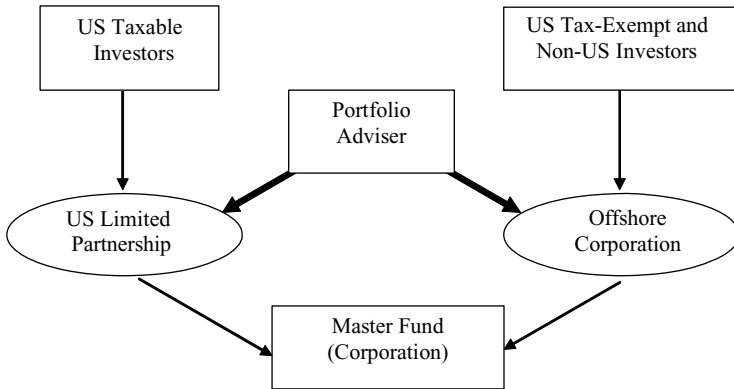 US Taxable
Investors
US Tax-Exempt and
Non-US Investors
Portfolio
Adviser
US Limited
Partnership
Offshore
Corporation
Master Fund
(Corporation)